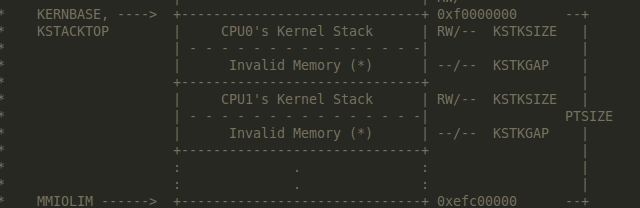 *    KERNBASE, ---->  +------------------------------+ 0xf0000000      --+
*    KSTACKTOP        |     CPU0's Kernel Stack      | RW/--  KSTKSIZE   |
*                     | - - - - - - - - - - - - - - -|                   |
*                     |      Invalid Memory (*)      | --/--  KSTKGAP    |
*                     +------------------------------+                   |
*                     |     CPU1's Kernel Stack      | RW/--  KSTKSIZE   |
*                     | - - - - - - - - - - - - - - -|                 PTSIZE
*                     |      Invalid Memory (*)      | --/--  KSTKGAP    |
*                     +------------------------------+                   |
*                     :              .               :                   |
*                     :              .               :                   |
*    MMIOLIM ------>  +------------------------------+ 0xefc00000      --+